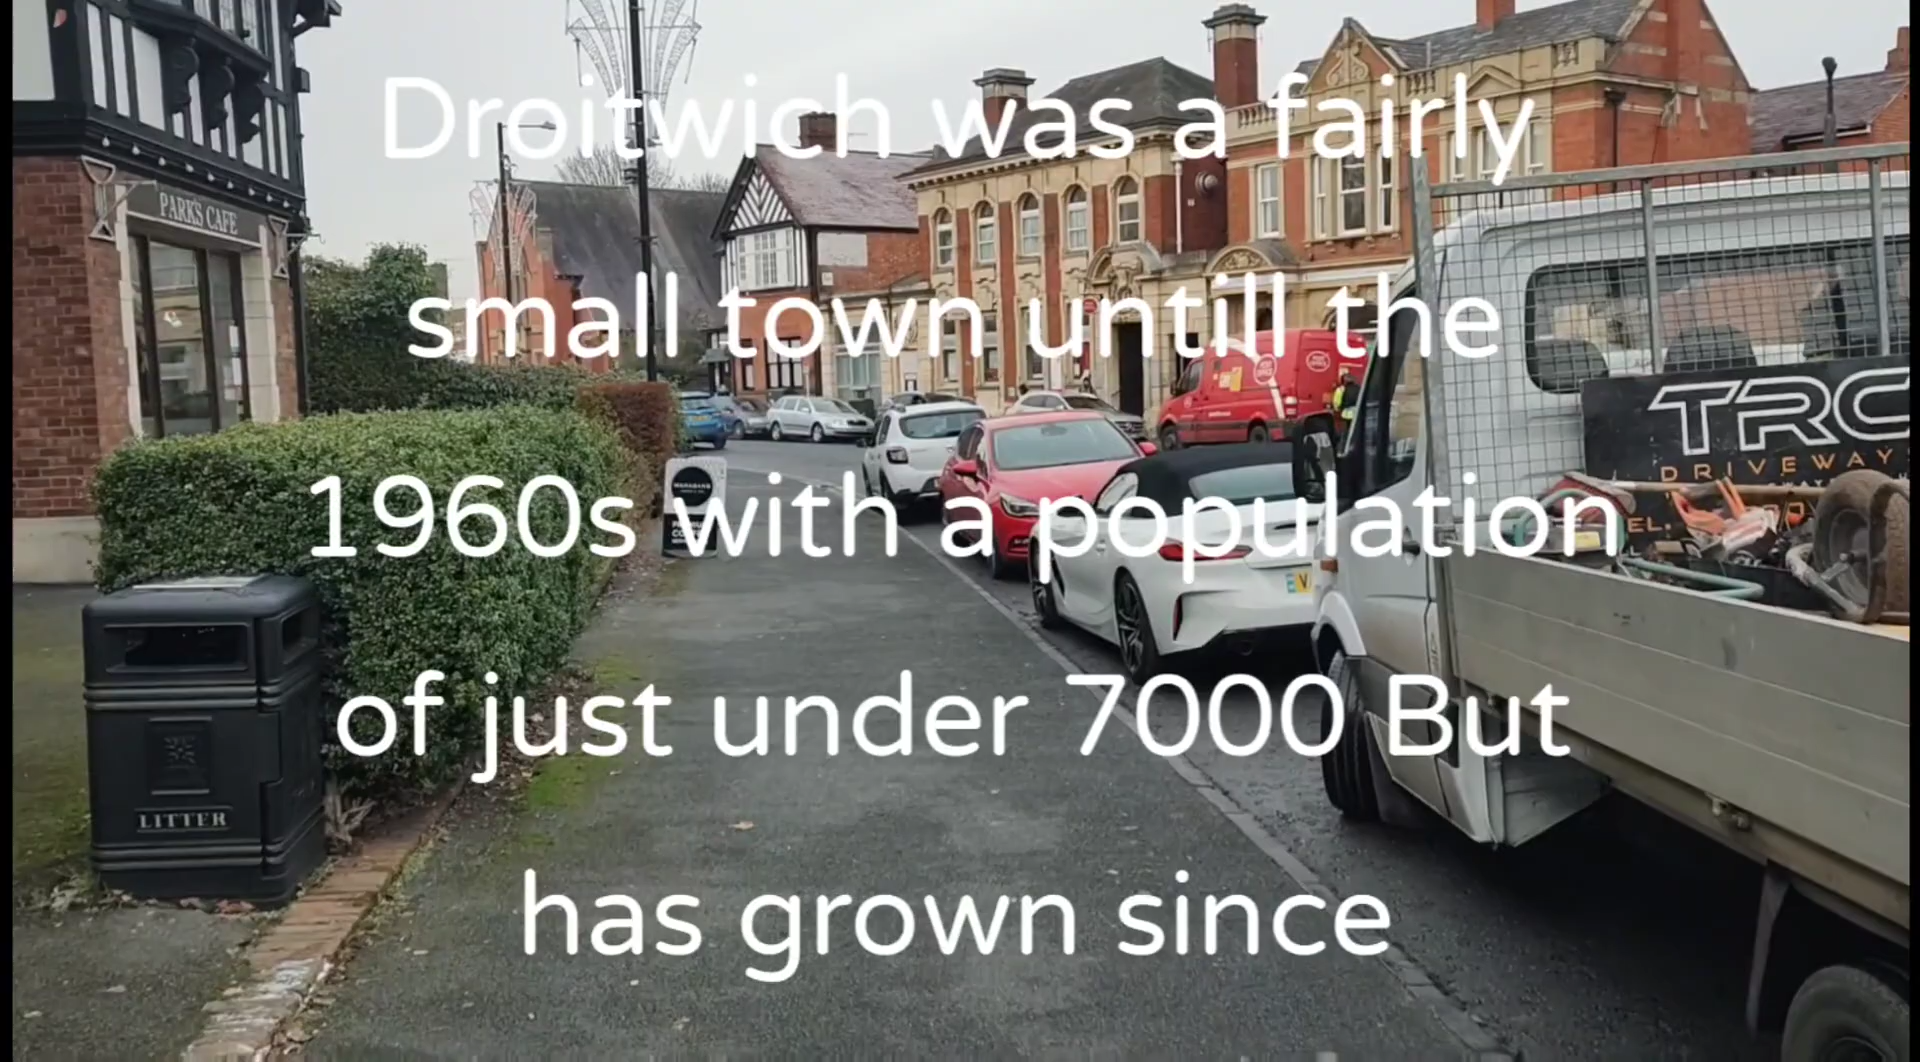 Droitwich was a fairly
small town untill the
1960s with a population
of just under 7000 But
has grown since
PARK'S CAFE
TRC
DRIVEWAY
LITTER